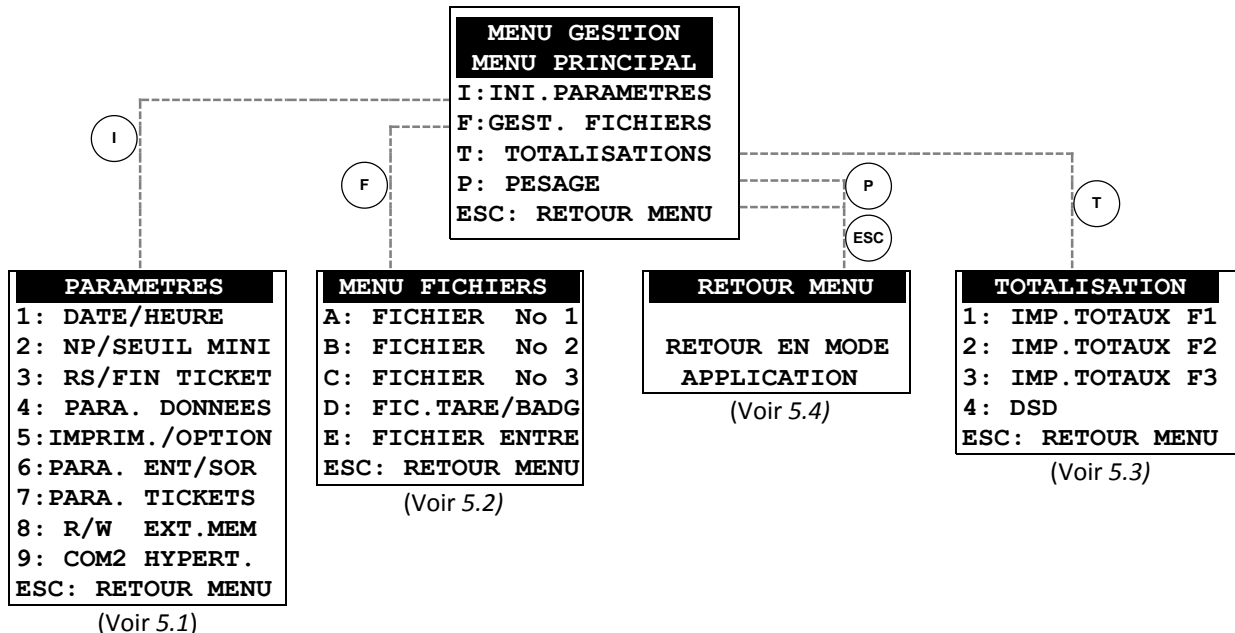 MENU GESTION
MENU PRINCIPAL
I:INI.PARAMETRES
F:GEST. FICHIERS
T: TOTALISATIONS
P: PESAGE
ESC: RETOUR MENU
I
F
P
ESC
T
PARAMETRES
1: DATE/HEURE
2: NP/SEUIL MINI
3: RS/FIN TICKET
4: PARA. DONNEES
5:IMPRIM./OPTION
6:PARA. ENT/SOR
7:PARA. TICKETS
8: R/W EXT.MEM
9: COM2 HYPERT.
ESC: RETOUR MENU
(Voir 5.1)
MENU FICHIERS
A: FICHIER No 1
B: FICHIER No 2
C: FICHIER No 3
D: FIC.TARE/BADG
E: FICHIER ENTRE
ESC: RETOUR MENU
(Voir 5.2)
RETOUR MENU
RETOUR EN MODE
APPLICATION
(Voir 5.4)
TOTALISATION
1: IMP.TOTAUX F1
2: IMP.TOTAUX F2
3: IMP.TOTAUX F3
4: DSD
ESC: RETOUR MENU
(Voir 5.3)